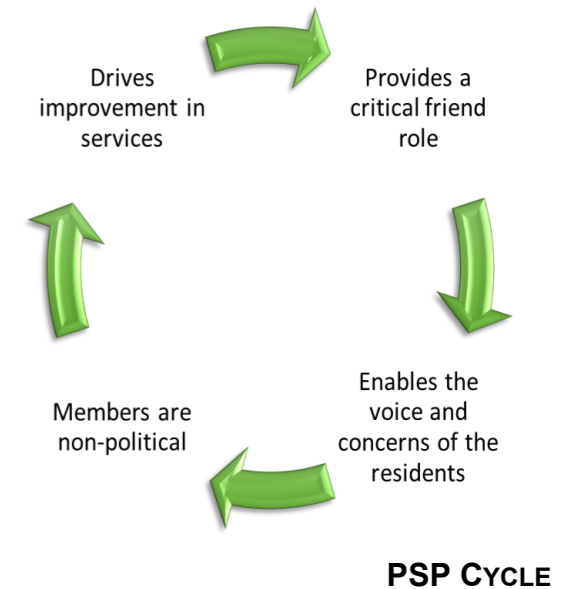 Drives
improvement in
services
Provides a
critical friend
role
Enables the
voice and
concerns of the
residents
Members are
non-political
PSP CYCLE